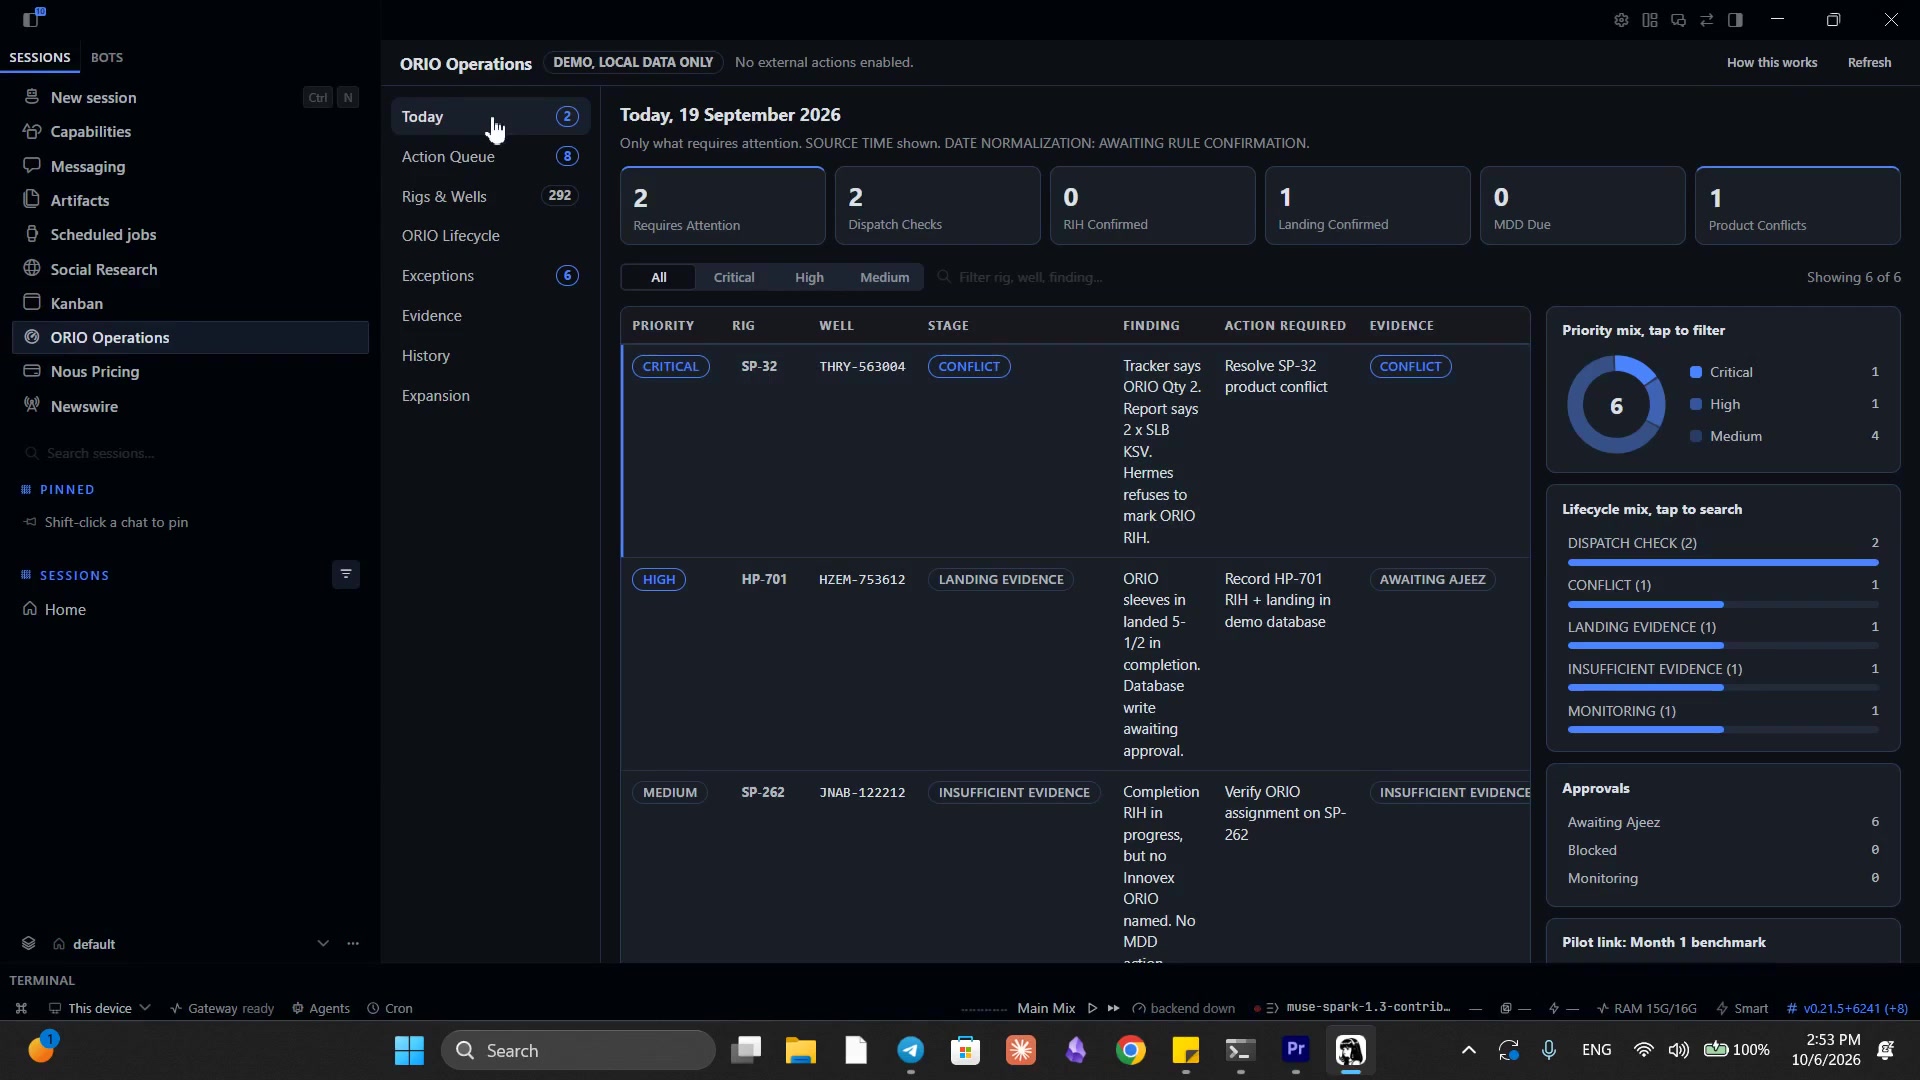 10
SESSIONS
BOTS
New session
Ctrl
N
Capabilities
Messaging
Artifacts
Scheduled jobs
Social Research
Kanban
ORIO Operations
Nous Pricing
Newswire
Search sessions...
PINNED
Shift-click a chat to pin
SESSIONS
Home
default
ORIO Operations
DEMO, LOCAL DATA ONLY
No external actions enabled.
How this works
Refresh
Today
2
Action Queue
8
Rigs & Wells
292
ORIO Lifecycle
Exceptions
6
Evidence
History
Expansion
Today, 19 September 2026
Only what requires attention. SOURCE TIME shown. DATE NORMALIZATION: AWAITING RULE CONFIRMATION.
2
Requires Attention
2
Dispatch Checks
0
RIH Confirmed
1
Landing Confirmed
0
MDD Due
1
Product Conflicts
All
Critical
High
Medium
Filter rig, well, finding...
Showing 6 of 6
PRIORITY
RIG
WELL
STAGE
FINDING
ACTION REQUIRED
EVIDENCE
CRITICAL
SP-32
THRY-563004
CONFLICT
Tracker says
ORIO Qty 2.
Report says
2 x SLB
KSV.
Hermes
refuses to
mark ORIO
RIH.
Resolve SP-32
product conflict
CONFLICT
HIGH
HP-701
HZEM-753612
LANDING EVIDENCE
ORIO
sleeves in
landed 5-
1/2 in
completion.
Database
write
awaiting
approval.
Record HP-701
RIH + landing in
demo database
AWAITING AJEEZ
MEDIUM
SP-262
JNAB-122212
INSUFFICIENT EVIDENCE
Completion
RIH in
progress,
but no
Innovex
ORIO
named. No
MDD
action
Verify ORIO
assignment on SP-
262
INSUFFICIENT EVIDENCE
Priority mix, tap to filter
6
Critical
1
High
1
Medium
4
Lifecycle mix, tap to search
DISPATCH CHECK (2)
2
CONFLICT (1)
1
LANDING EVIDENCE (1)
1
INSUFFICIENT EVIDENCE (1)
1
MONITORING (1)
1
Approvals
Awaiting Ajeez
6
Blocked
0
Monitoring
0
Pilot link: Month 1 benchmark
TERMINAL
This device
Gateway ready
Agents
Cron
Main Mix
backend down
muse-spark-1.3-contrib...
RAM 15G/16G
Smart
# v0.21.5+6241 (+8)
1
Search
Pr
ENG
100%
2:53 PM
10/6/2026